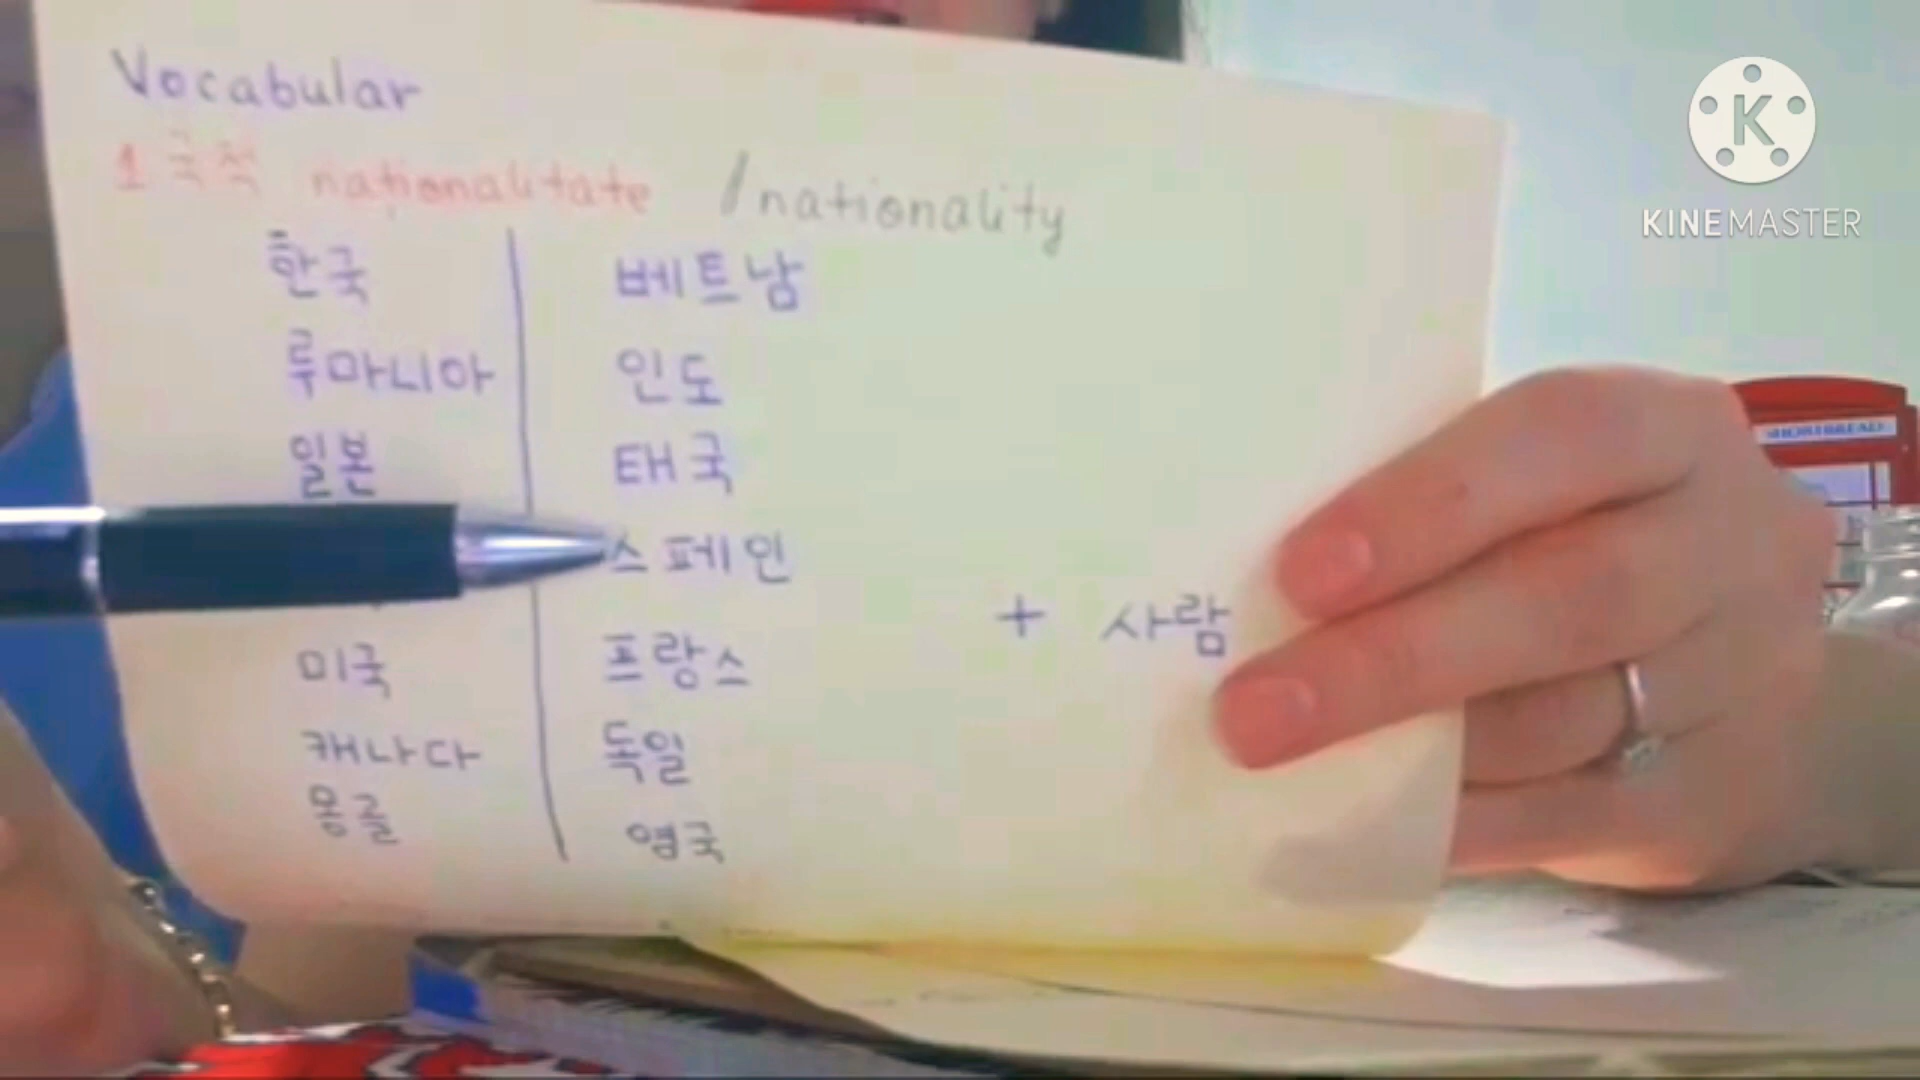 Vocabular
1 국적 naționalitate / nationality
한국
루마니아
일본
미국
캐나다
몽골
베트남
인도
태국
스페인
프랑스
독일
영국
+ 사람
SHORTBREAD
K
KINEMASTER